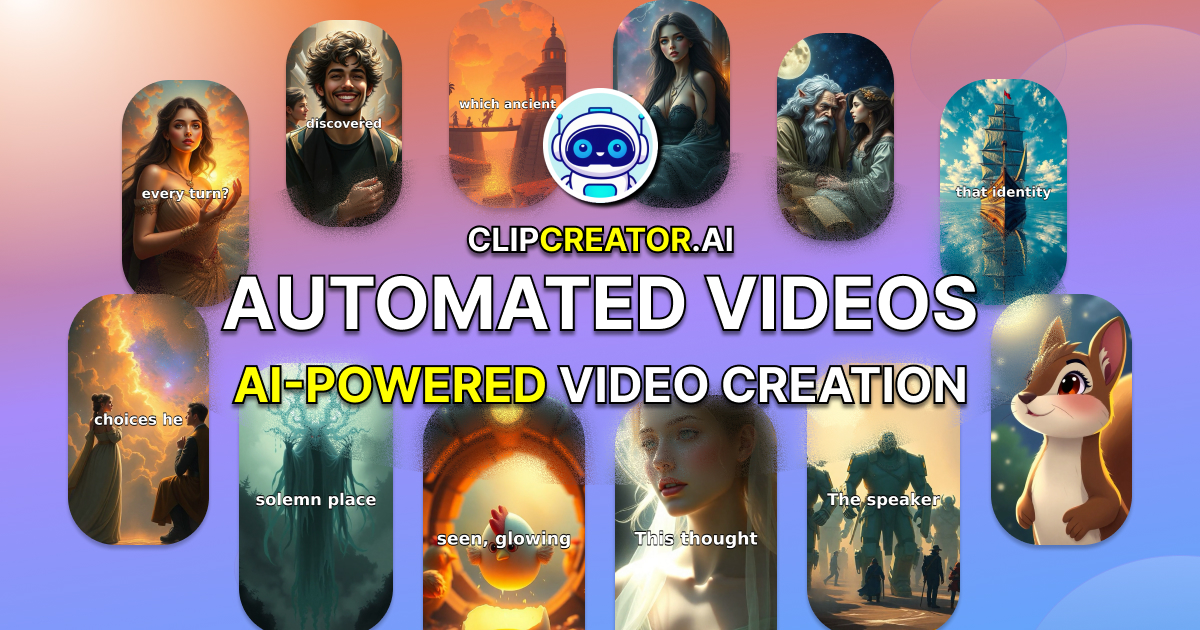 which ancient
discovered
every turn?
that identity
CLIPCREATOR.AI
AUTOMATED VIDEOS
AI-POWERED VIDEO CREATION
choices he
solemn place
The speaker
seen, glowing
This thought